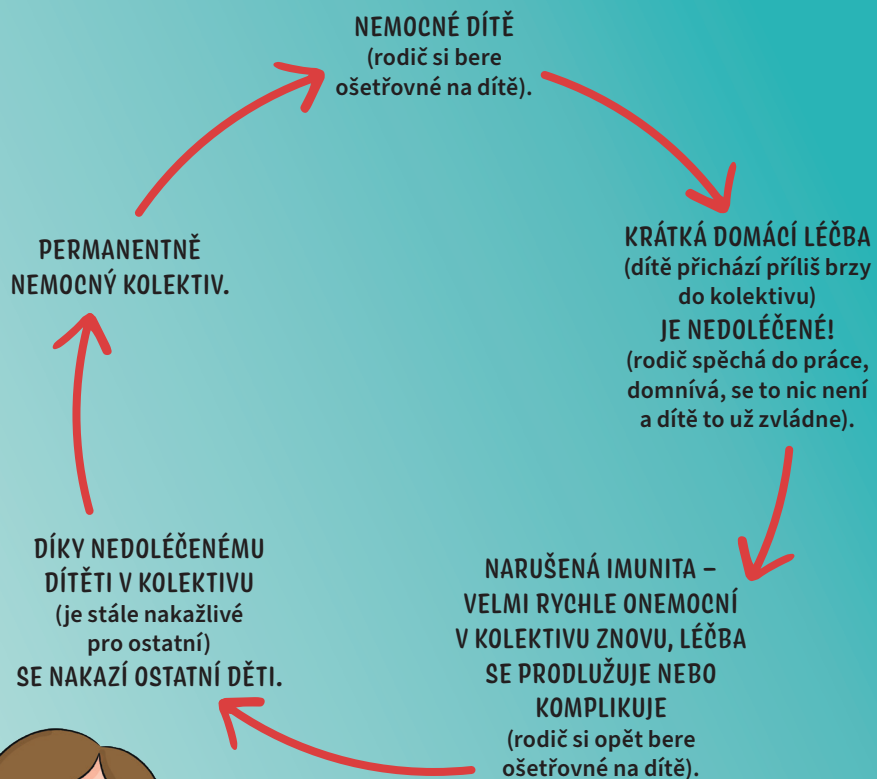 NEMOCNÉ DÍTĚ
(rodič si bere
ošetřovné na dítě).
KRÁTKÁ DOMÁCÍ LÉČBA
(dítě přichází příliš brzy
do kolektivu)
JE NEDOLÉČENÉ!
(rodič spěchá do práce,
domnívá, se to nic není
a dítě to už zvládne).
NARUŠENÁ IMUNITA –
VELMI RYCHLE ONEMOCNÍ
V KOLEKTIVU ZNOVU, LÉČBA
SE PRODLUŽUJE NEBO
KOMPLIKUJE
(rodič si opět bere
ošetřovné na dítě).
DÍKY NEDOLÉČENÉMU
DÍTĚTI V KOLEKTIVU
(je stále nakažlivé
pro ostatní)
SE NAKAZÍ OSTATNÍ DĚTI.
PERMANENTNĚ
NEMOCNÝ KOLEKTIV.